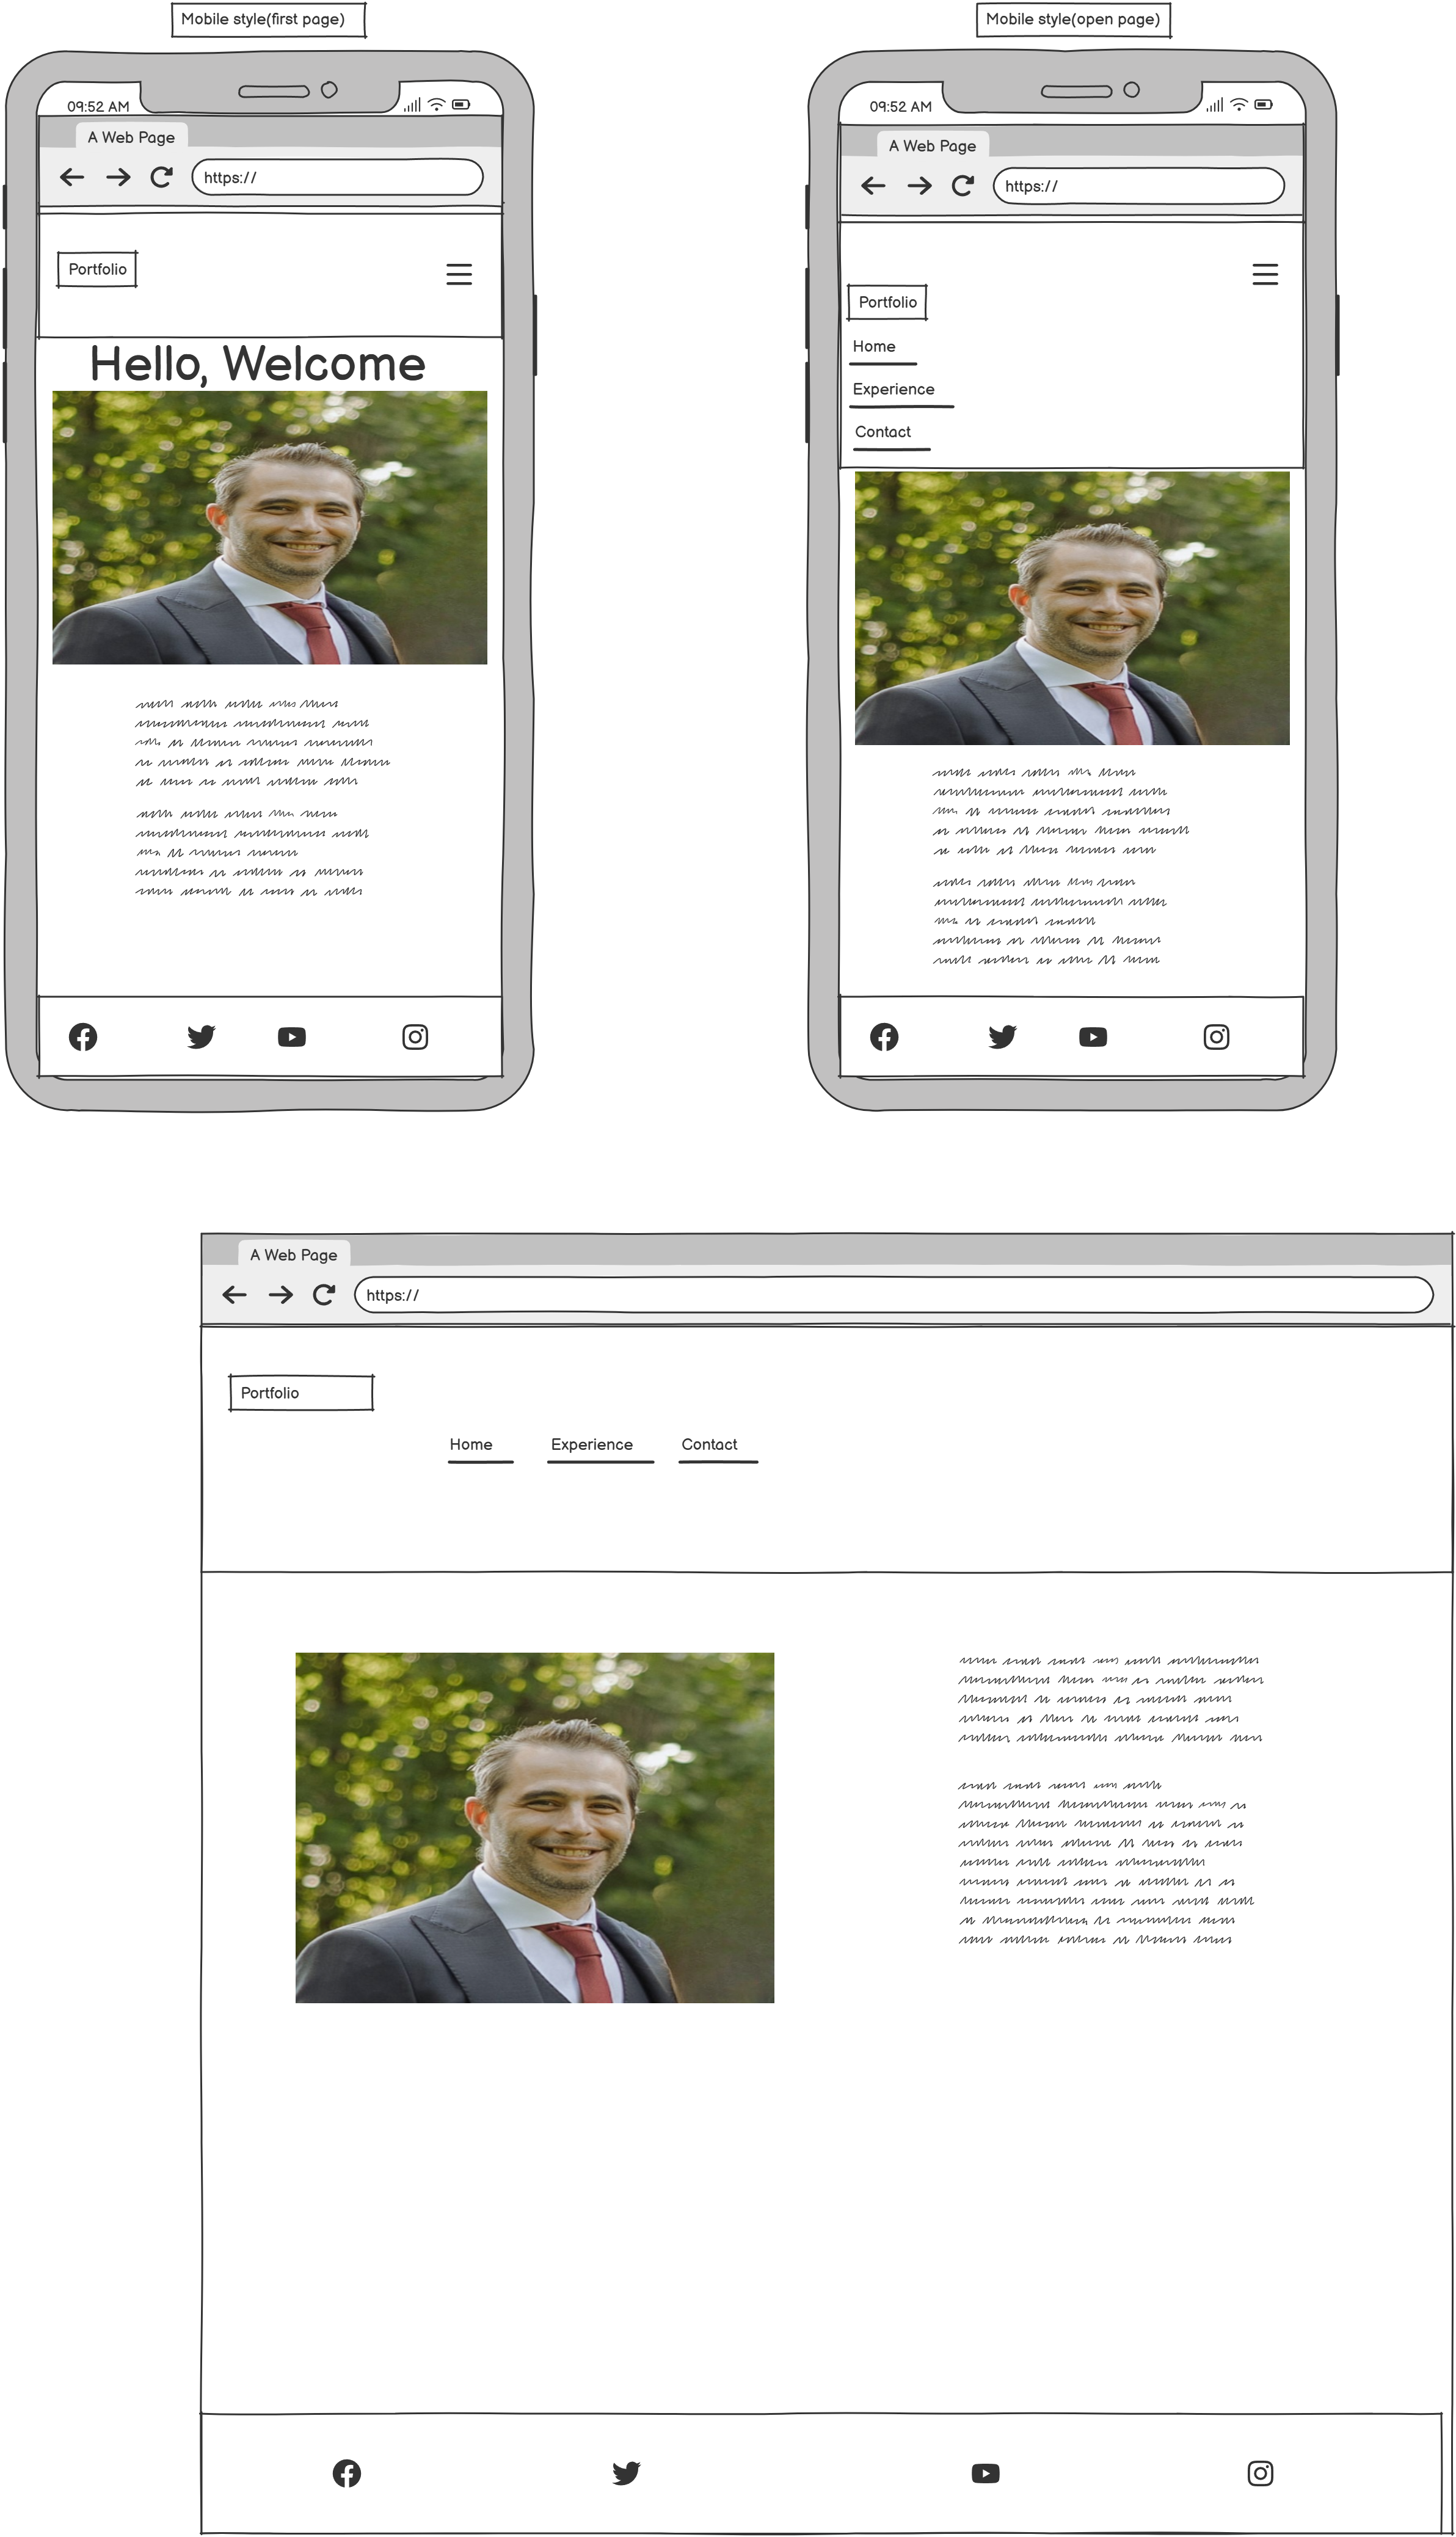 Mobile style(first page)
Mobile style(open page)
09:52 AM
A Web Page
https://
Portfolio
Hello, Welcome
09:52 AM
A Web Page
https://
Portfolio
Home
Experience
Contact
A Web Page
https://
Portfolio
Home
Experience
Contact